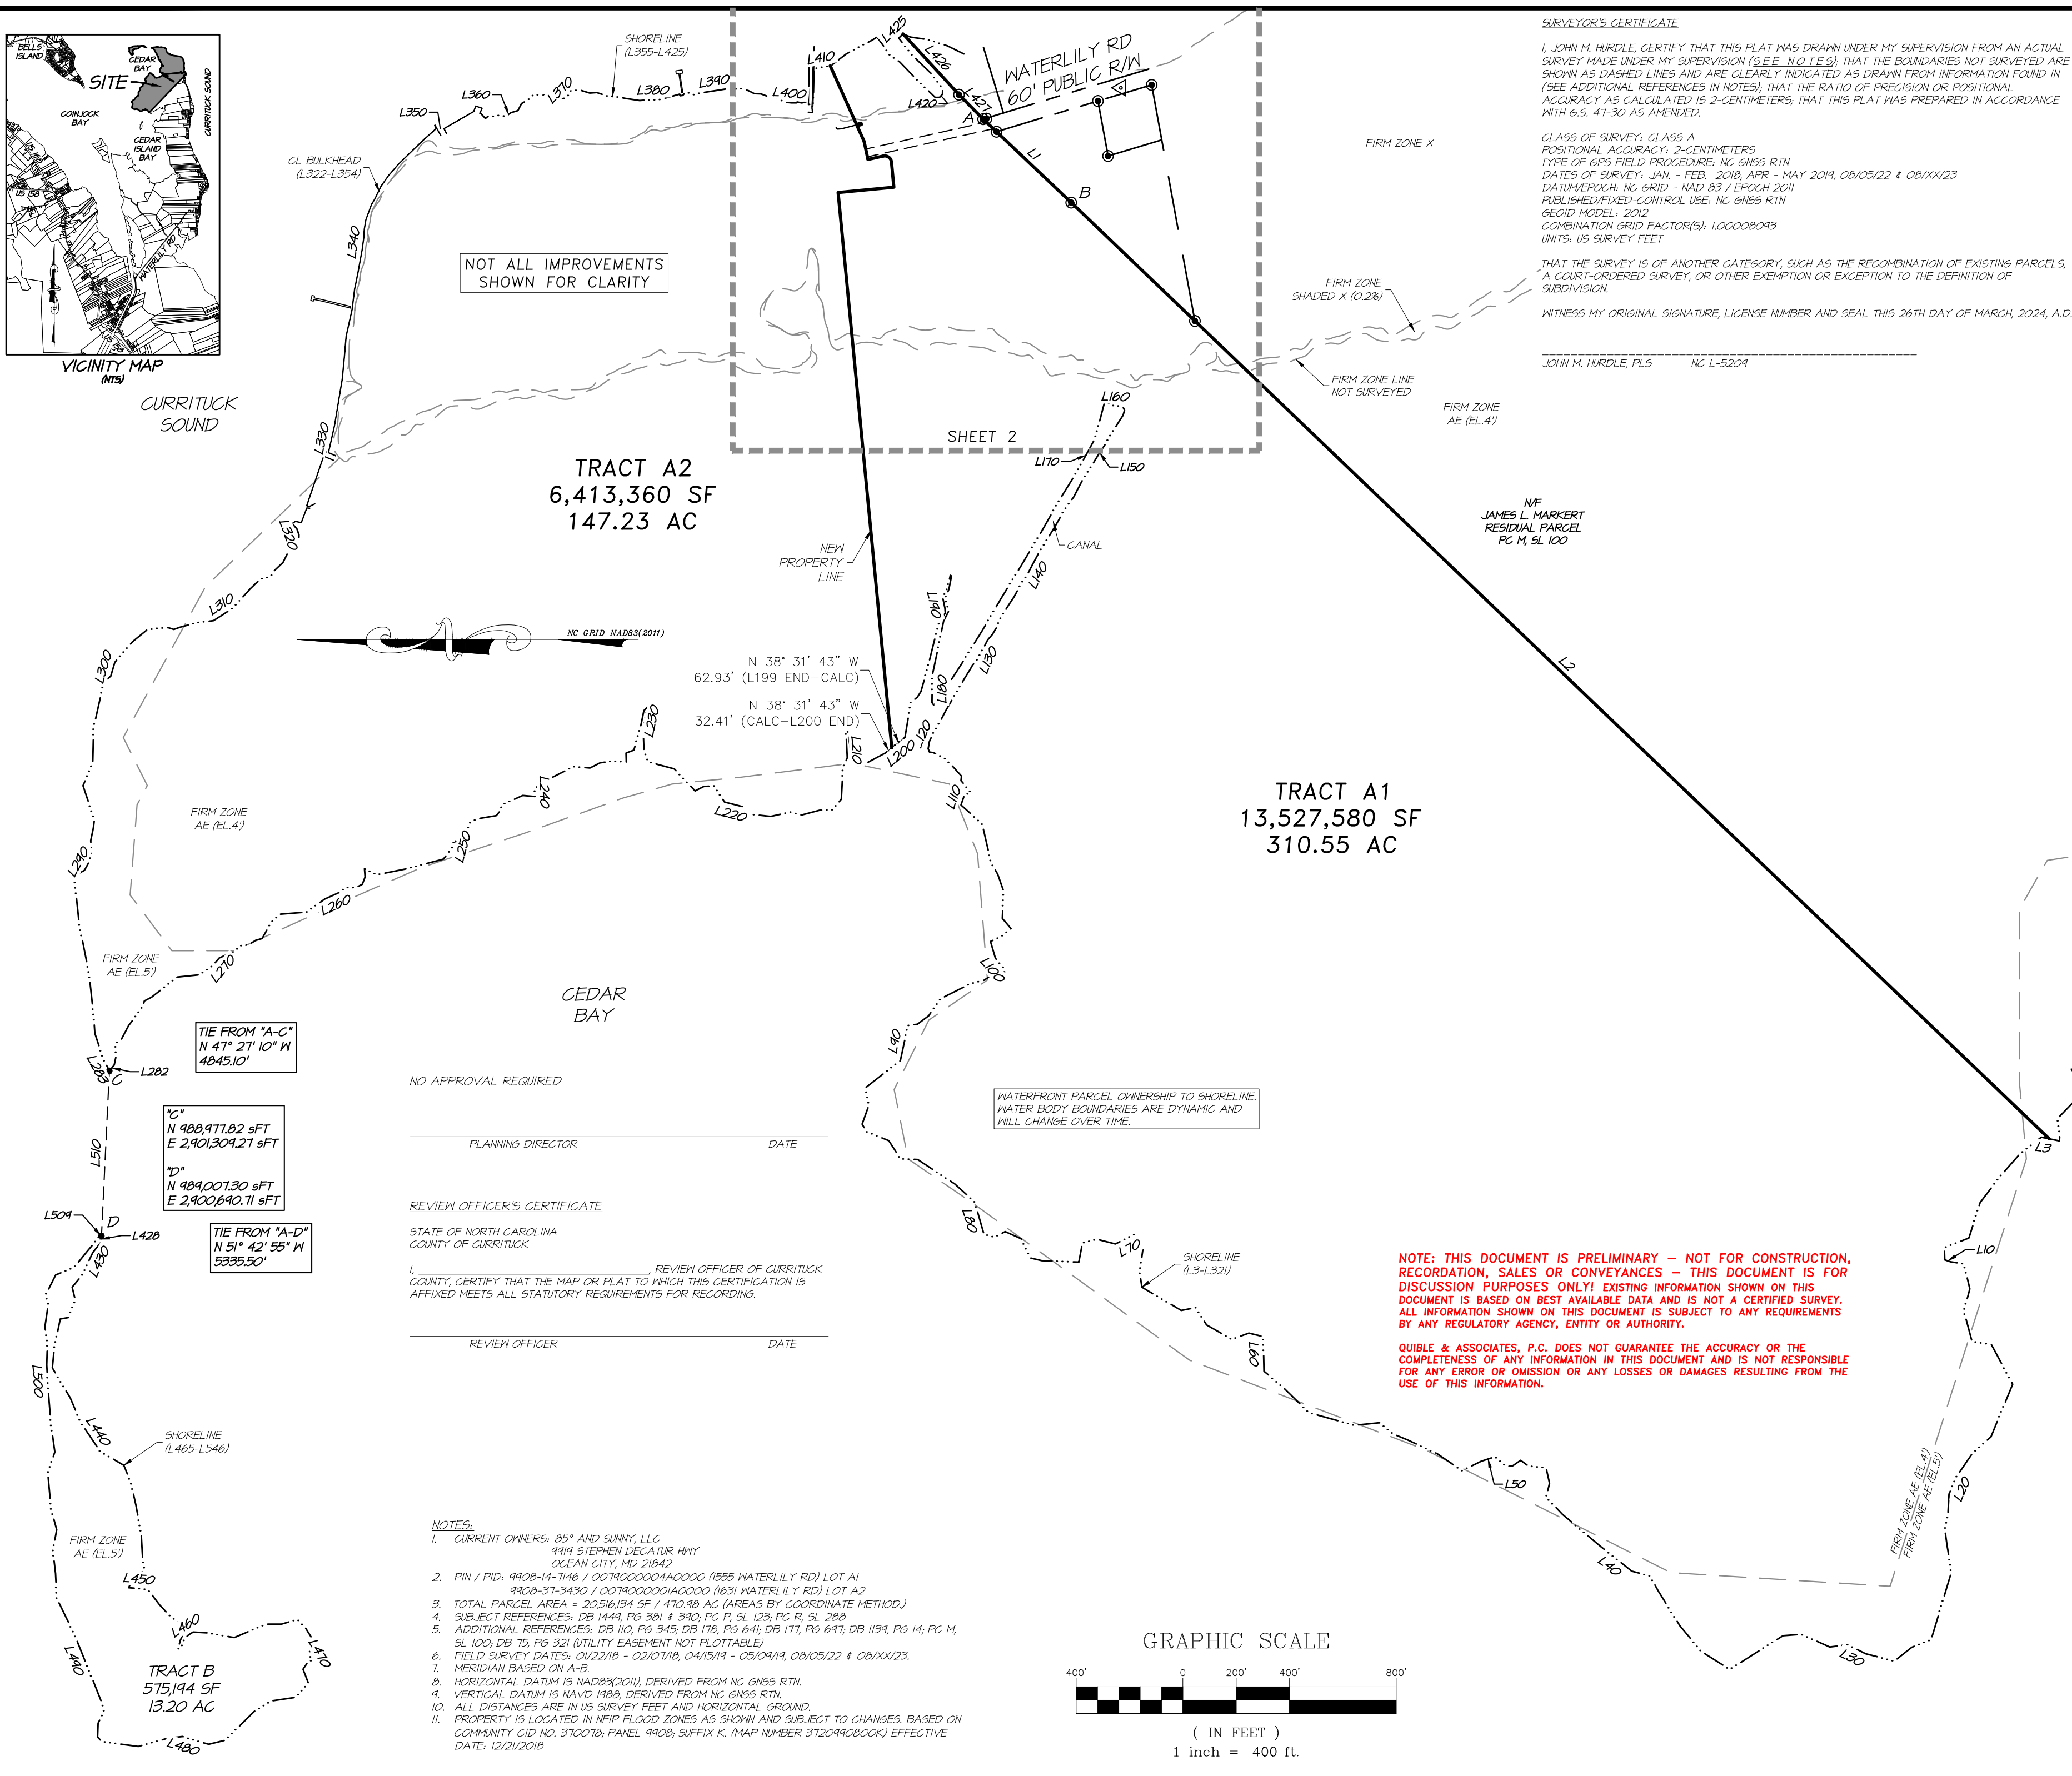 BELLS
ISLAND
CEDAR
BAY
SITE
CURRITUCK SOUND
COINJOCK
BAY
CEDAR
ISLAND
BAY
US 158
WATERLILY RD
US 158
VICINITY MAP
(NTS)
CURRITUCK
SOUND
SHORELINE
(L355-L425)
L425
L426
L410
WATERLILY RD
60' PUBLIC R/W
L350
L360
L370
L380
L390
L400
L420
L427
A
L1
B
CL BULKHEAD
(L322-L354)
L340
NOT ALL IMPROVEMENTS
SHOWN FOR CLARITY
FIRM ZONE X
FIRM ZONE
SHADED X (0.2%)
FIRM ZONE LINE
NOT SURVEYED
FIRM ZONE
AE (EL.4')
SURVEYOR'S CERTIFICATE
I, JOHN M. HURDLE, CERTIFY THAT THIS PLAT WAS DRAWN UNDER MY SUPERVISION FROM AN ACTUAL
SURVEY MADE UNDER MY SUPERVISION (SEE NOTES); THAT THE BOUNDARIES NOT SURVEYED ARE
SHOWN AS DASHED LINES AND ARE CLEARLY INDICATED AS DRAWN FROM INFORMATION FOUND IN
(SEE ADDITIONAL REFERENCES IN NOTES); THAT THE RATIO OF PRECISION OR POSITIONAL
ACCURACY AS CALCULATED IS 2-CENTIMETERS; THAT THIS PLAT WAS PREPARED IN ACCORDANCE
WITH G.S. 47-30 AS AMENDED.
CLASS OF SURVEY: CLASS A
POSITIONAL ACCURACY: 2-CENTIMETERS
TYPE OF GPS FIELD PROCEDURE: NC GNSS RTN
DATES OF SURVEY: JAN. - FEB. 2018, APR - MAY 2019, 08/05/22 & 08/XX/23
DATUM/EPOCH: NC GRID - NAD 83 / EPOCH 2011
PUBLISHED/FIXED-CONTROL USE: NC GNSS RTN
GEOID MODEL: 2012
COMBINATION GRID FACTOR(S): 1.00008093
UNITS: US SURVEY FEET
THAT THE SURVEY IS OF ANOTHER CATEGORY, SUCH AS THE RECOMBINATION OF EXISTING PARCELS,
A COURT-ORDERED SURVEY, OR OTHER EXEMPTION OR EXCEPTION TO THE DEFINITION OF
SUBDIVISION.
WITNESS MY ORIGINAL SIGNATURE, LICENSE NUMBER AND SEAL THIS 26TH DAY OF MARCH, 2024, A.D.
JOHN M. HURDLE, PLS NC L-5209
L330
L320
L310
L300
L290
SHEET 2
L160
L170
L150
TRACT A2
6,413,360 SF
147.23 AC
CANAL
L140
L130
L190
L180
NEW
PROPERTY
LINE
N/F
JAMES L. MARKERT
RESIDUAL PARCEL
PC M, SL 100
NC GRID NAD83(2011)
N 38° 31' 43" W
62.93' (L199 END-CALC)
N 38° 31' 43" W
32.41' (CALC-L200 END)
L2
L230
L210
L200
L120
L110
L240
L220
L250
L260
L270
TRACT A1
13,527,580 SF
310.55 AC
FIRM ZONE
AE (EL.4')
FIRM ZONE
AE (EL.5')
CEDAR
BAY
L100
L90
TIE FROM "A-C"
N 47° 27' 10" W
4845.10'
L283
C
L282
"C"
N 988,977.82 sFT
E 2,901,309.27 sFT
"D"
N 989,007.30 sFT
E 2,900,690.71 sFT
L510
L509
D
L428
L430
TIE FROM "A-D"
N 51° 42' 55" W
5335.50'
NO APPROVAL REQUIRED
PLANNING DIRECTOR DATE
REVIEW OFFICER'S CERTIFICATE
STATE OF NORTH CAROLINA
COUNTY OF CURRITUCK
I, , REVIEW OFFICER OF CURRITUCK
COUNTY, CERTIFY THAT THE MAP OR PLAT TO WHICH THIS CERTIFICATION IS
AFFIXED MEETS ALL STATUTORY REQUIREMENTS FOR RECORDING.
REVIEW OFFICER DATE
WATERFRONT PARCEL OWNERSHIP TO SHORELINE.
WATER BODY BOUNDARIES ARE DYNAMIC AND
WILL CHANGE OVER TIME.
L3
L10
L80
L70
SHORELINE
(L3-L321)
L60
L50
L40
L30
L20
FIRM ZONE AE (EL.4')
FIRM ZONE AE (EL.5')
NOTE: THIS DOCUMENT IS PRELIMINARY – NOT FOR CONSTRUCTION,
RECORDATION, SALES OR CONVEYANCES – THIS DOCUMENT IS FOR
DISCUSSION PURPOSES ONLY! EXISTING INFORMATION SHOWN ON THIS
DOCUMENT IS BASED ON BEST AVAILABLE DATA AND IS NOT A CERTIFIED SURVEY.
ALL INFORMATION SHOWN ON THIS DOCUMENT IS SUBJECT TO ANY REQUIREMENTS
BY ANY REGULATORY AGENCY, ENTITY OR AUTHORITY.
QUIBLE & ASSOCIATES, P.C. DOES NOT GUARANTEE THE ACCURACY OR THE
COMPLETENESS OF ANY INFORMATION IN THIS DOCUMENT AND IS NOT RESPONSIBLE
FOR ANY ERROR OR OMISSION OR ANY LOSSES OR DAMAGES RESULTING FROM THE
USE OF THIS INFORMATION.
L500
L440
SHORELINE
(L465-L546)
FIRM ZONE
AE (EL.5')
L450
L460
L470
L490
L480
TRACT B
575,194 SF
13.20 AC
NOTES:
1. CURRENT OWNERS: 85° AND SUNNY, LLC
9919 STEPHEN DECATUR HWY
OCEAN CITY, MD 21842
2. PIN / PID: 9908-14-7146 / 0079000004A0000 (1555 WATERLILY RD) LOT A1
9908-37-3430 / 0079000001A0000 (1631 WATERLILY RD) LOT A2
3. TOTAL PARCEL AREA = 20,516,134 SF / 470.98 AC (AREAS BY COORDINATE METHOD.)
4. SUBJECT REFERENCES: DB 1449, PG 381 & 390; PC P, SL 123; PC R, SL 288
5. ADDITIONAL REFERENCES: DB 110, PG 345; DB 178, PG 641; DB 177, PG 697; DB 1139, PG 14; PC M,
SL 100; DB 75, PG 321 (UTILITY EASEMENT NOT PLOTTABLE)
6. FIELD SURVEY DATES: 01/22/18 - 02/07/18, 04/15/19 - 05/09/19, 08/05/22 & 08/XX/23.
7. MERIDIAN BASED ON A-B.
8. HORIZONTAL DATUM IS NAD83(2011), DERIVED FROM NC GNSS RTN.
9. VERTICAL DATUM IS NAVD 1988, DERIVED FROM NC GNSS RTN.
10. ALL DISTANCES ARE IN US SURVEY FEET AND HORIZONTAL GROUND.
11. PROPERTY IS LOCATED IN NFIP FLOOD ZONES AS SHOWN AND SUBJECT TO CHANGES. BASED ON
COMMUNITY CID NO. 370078; PANEL 9908; SUFFIX K. (MAP NUMBER 3720990800K) EFFECTIVE
DATE: 12/21/2018
GRAPHIC SCALE
400' 0 200' 400' 800'
( IN FEET )
1 inch = 400 ft.